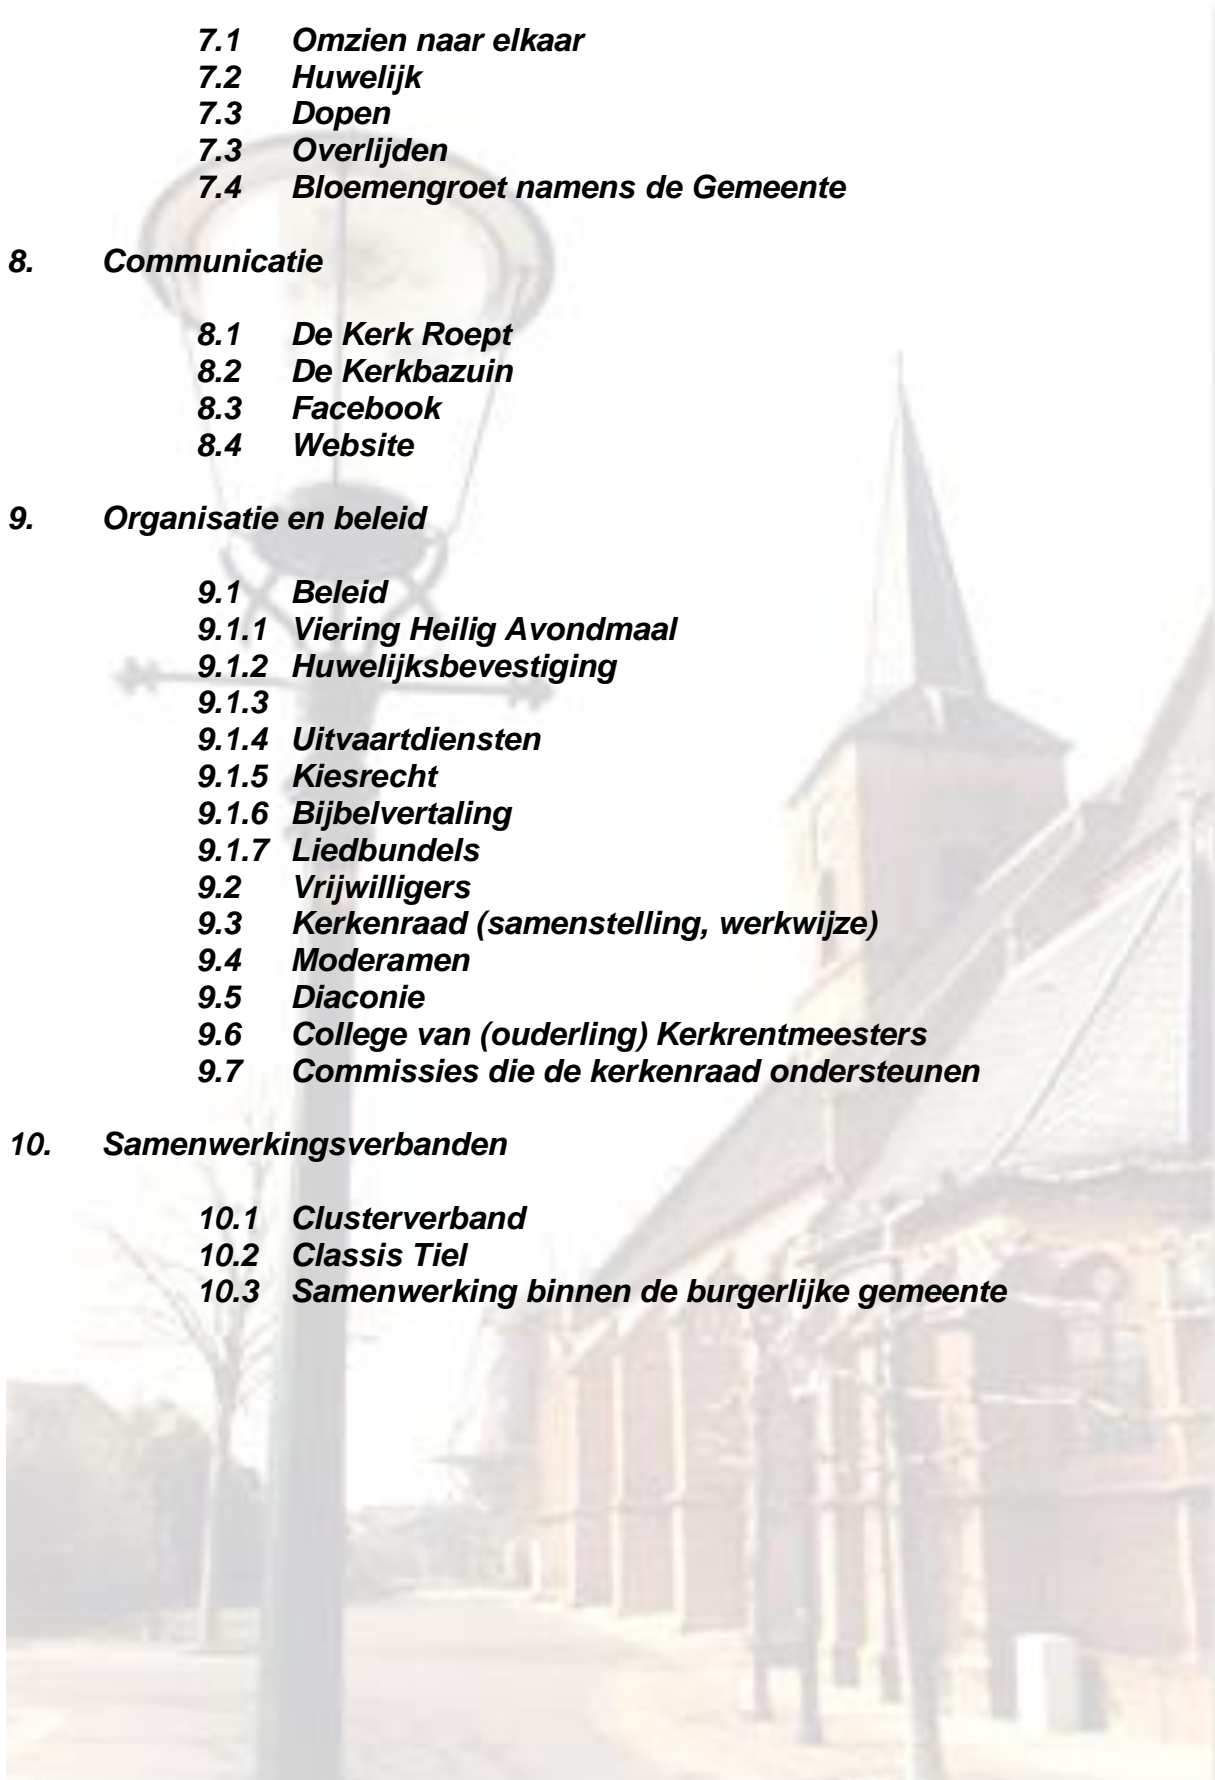 7.1 Omzien naar elkaar
7.2 Huwelijk
7.3 Dopen
7.3 Overlijden
7.4 Bloemengroet namens de Gemeente
8. Communicatie
8.1 De Kerk Roept
8.2 De Kerkbazuin
8.3 Facebook
8.4 Website
9. Organisatie en beleid
9.1 Beleid
9.1.1 Viering Heilig Avondmaal
9.1.2 Huwelijksbevestiging
9.1.3
9.1.4 Uitvaartdiensten
9.1.5 Kiesrecht
9.1.6 Bijbelvertaling
9.1.7 Liedbundels
9.2 Vrijwilligers
9.3 Kerkenraad (samenstelling, werkwijze)
9.4 Moderamen
9.5 Diaconie
9.6 College van (ouderling) Kerkrentmeesters
9.7 Commissies die de kerkenraad ondersteunen
10. Samenwerkingsverbanden
10.1 Clusterverband
10.2 Classis Tiel
10.3 Samenwerking binnen de burgerlijke gemeente